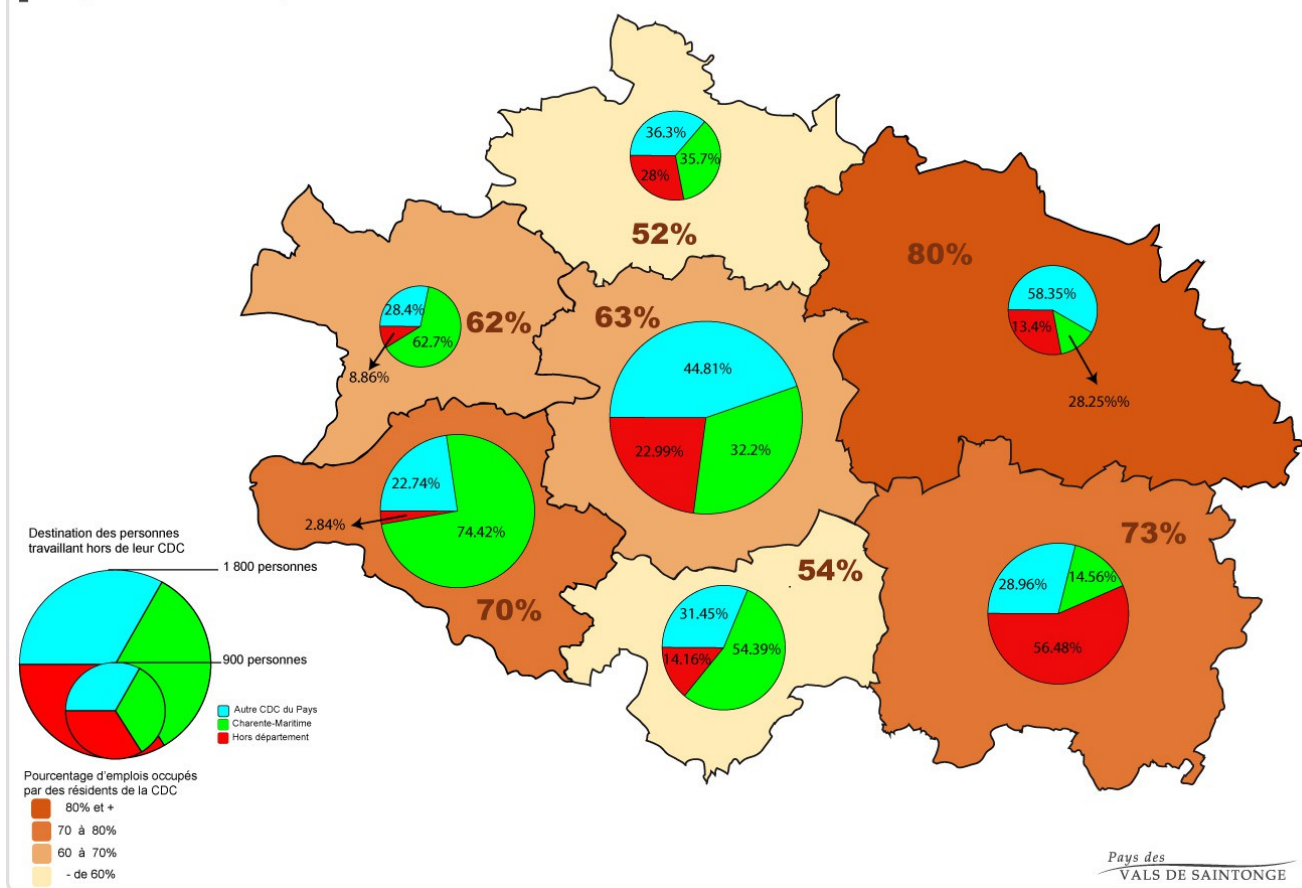 36.3%
35.7%
28%
52%
80%
58.35%
13.4%
28.25%%
28.4%
62.7%
8.86%
62%
63%
44.81%
22.99%
32.2%
22.74%
74.42%
2.84%
70%
54%
31.45%
14.16%
54.39%
73%
28.96%
14.56%
56.48%
Destination des personnes
travaillant hors de leur CDC
1 800 personnes
900 personnes
Autre CDC du Pays
Charente-Maritime
Hors département
Pourcentage d'emplois occupés
par des résidents de la CDC
80% et +
70 à 80%
60 à 70%
- de 60%
Pays des
VALS DE SAINTONGE